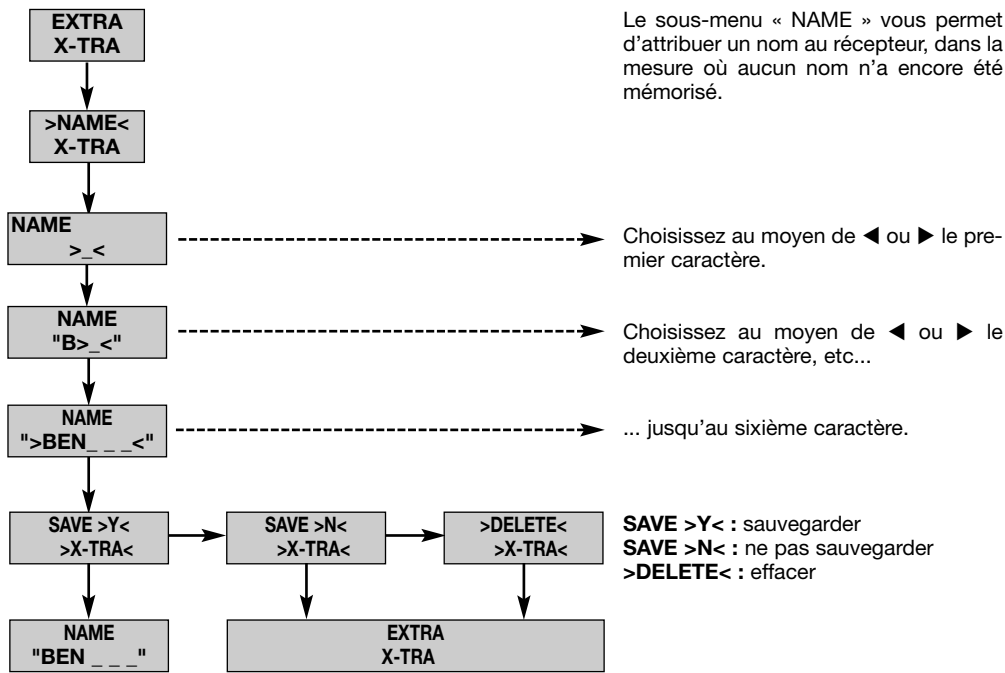 EXTRA
X-TRA
Le sous-menu « NAME » vous permet
d'attribuer un nom au récepteur, dans la
mesure où aucun nom n'a encore été
mémorisé.
>NAME<
X-TRA
NAME
>_<
Choisissez au moyen de ◀ ou ▶ le pre-
mier caractère.
NAME
"B>_<"
Choisissez au moyen de ◀ ou ▶ le
deuxième caractère, etc...
NAME
">BEN_ _ _<"
... jusqu'au sixième caractère.
SAVE >Y<
>X-TRA<
SAVE >N<
>X-TRA<
>DELETE<
>X-TRA<
SAVE >Y< : sauvegarder
SAVE >N< : ne pas sauvegarder
>DELETE< : effacer
NAME
"BEN _ _ _"
EXTRA
X-TRA